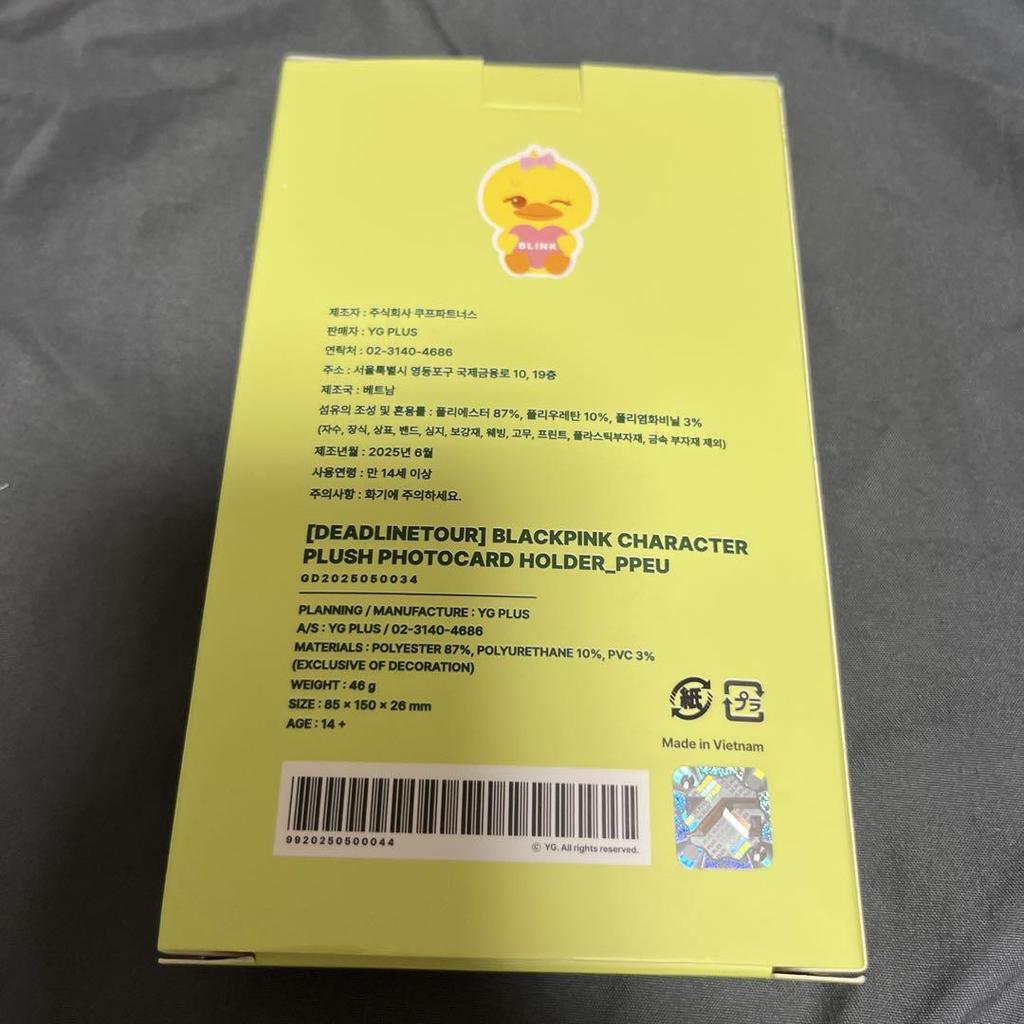 BLINK
제조자 : 주식회사 쿠프파트너스
판매자 : YG PLUS
연락처 : 02-3140-4686
주소 : 서울특별시 영등포구 국제금융로 10, 19층
제조국 : 베트남
섬유의 조성 및 혼용률 : 폴리에스터 87%, 폴리우레탄 10%, 폴리염화비닐 3%
(자수, 장식, 상표, 밴드, 심지, 보강재, 웨빙, 고무, 프린트, 플라스틱부자재, 금속 부자재 제외)
제조년월 : 2025년 6월
사용연령 : 만 14세 이상
주의사항 : 화기에 주의하세요.
[DEADLINETOUR] BLACKPINK CHARACTER
PLUSH PHOTOCARD HOLDER_PPEU
GD2025050034
PLANNING / MANUFACTURE : YG PLUS
A/S : YG PLUS / 02-3140-4686
MATERIALS : POLYESTER 87%, POLYURETHANE 10%, PVC 3%
(EXCLUSIVE OF DECORATION)
WEIGHT : 46 g
SIZE : 85 × 150 × 26 mm
AGE : 14 +
紙 プラ
Made in Vietnam
9920250500044
© YG. All rights reserved.